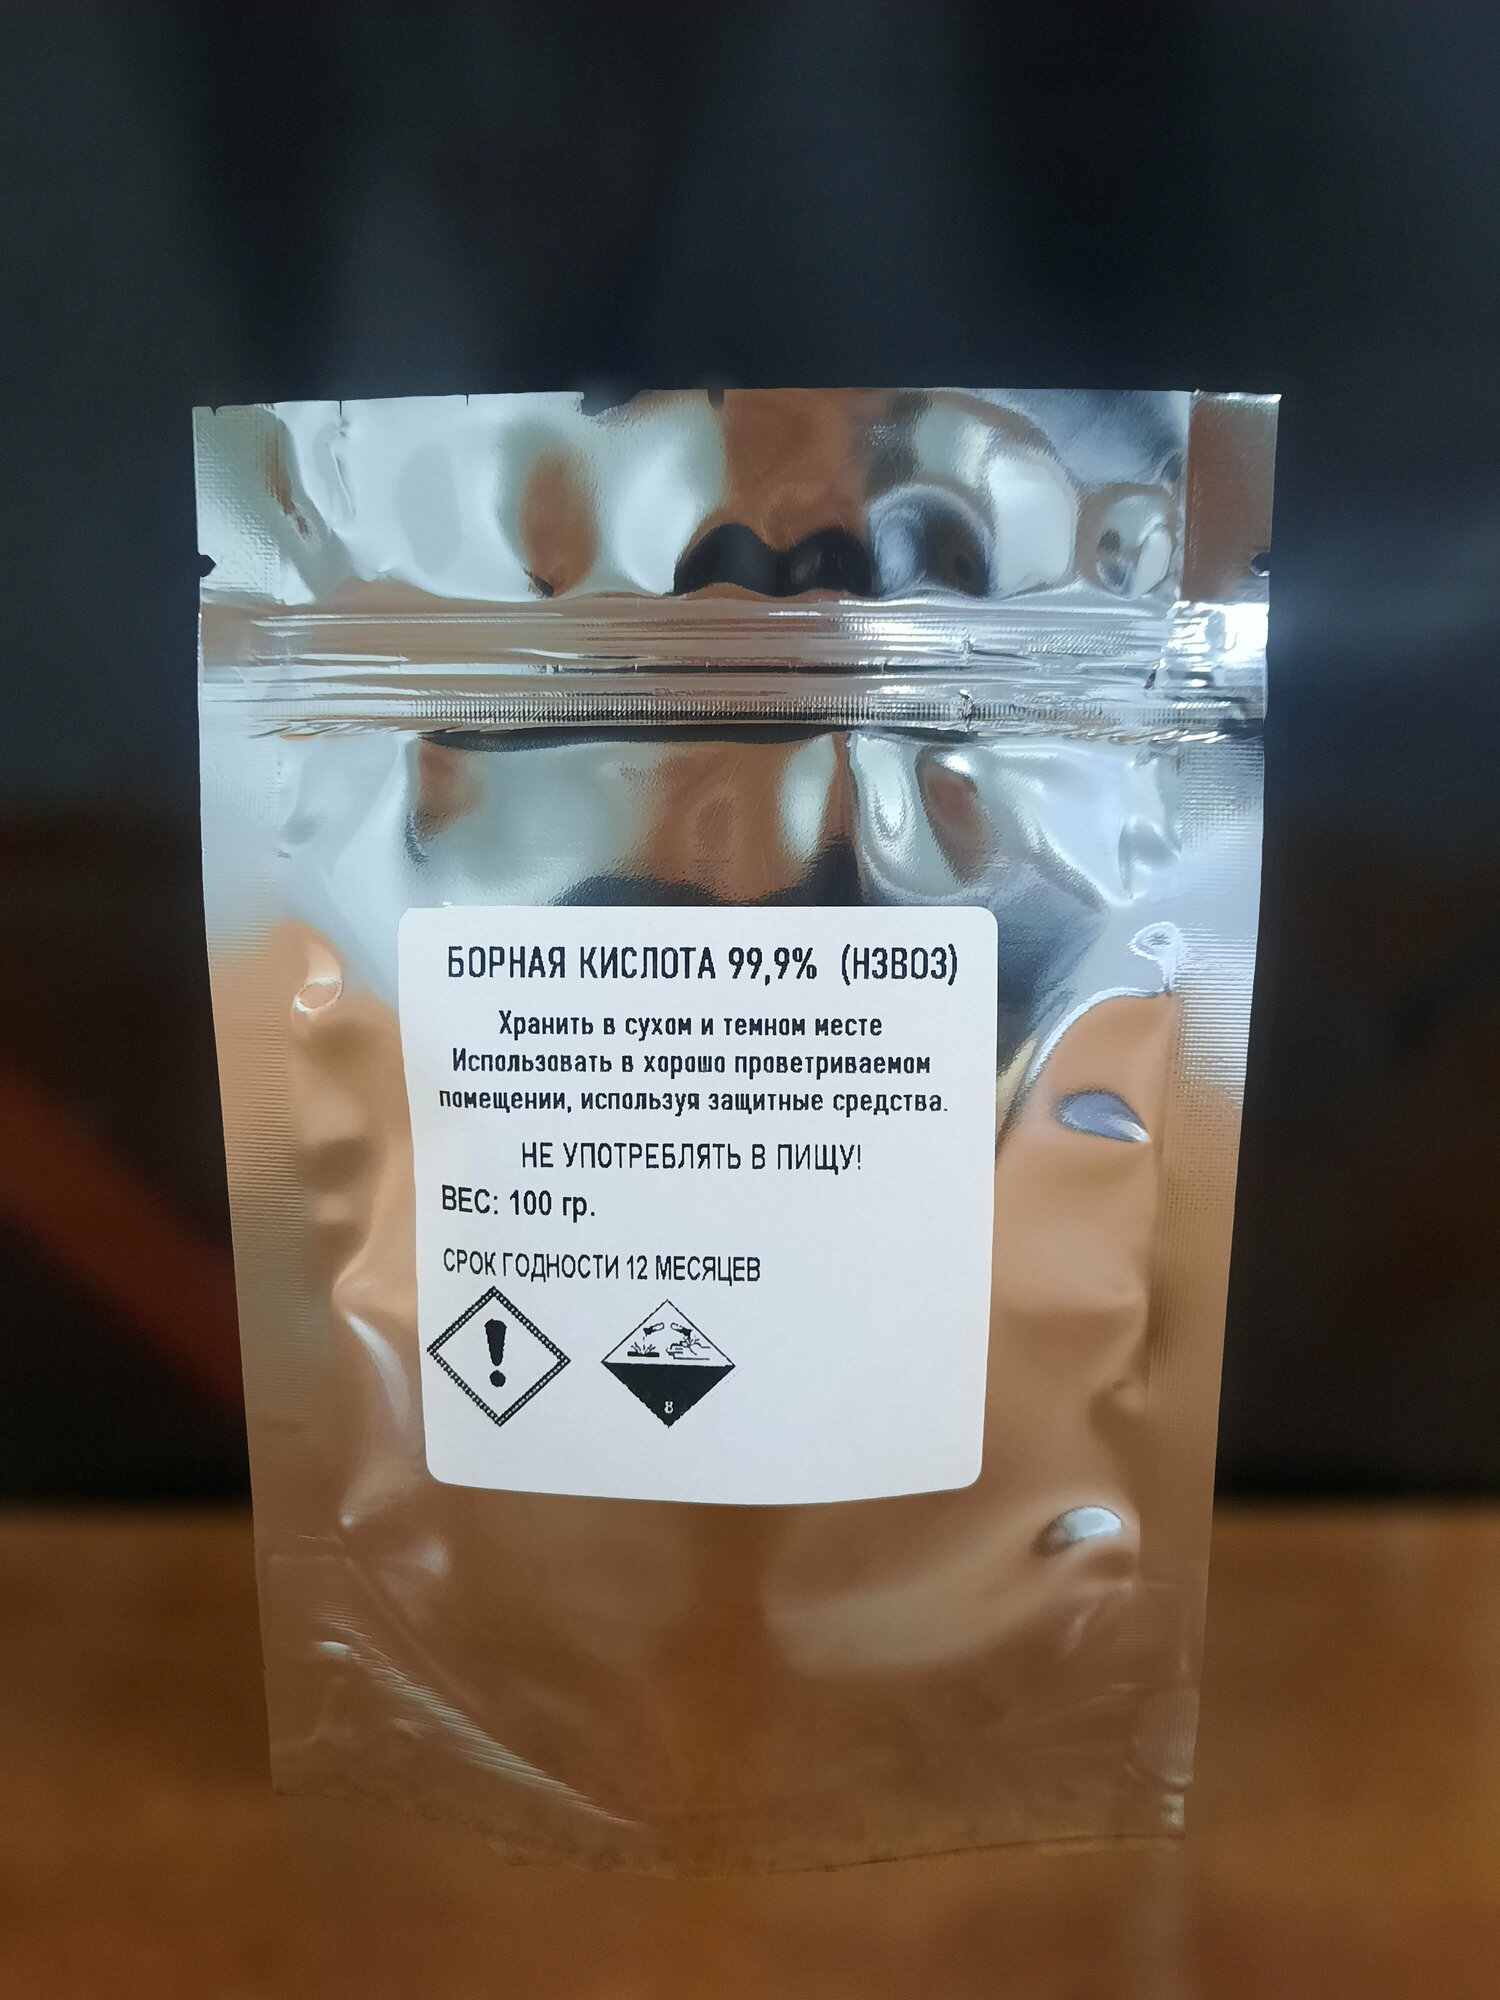 БОРНАЯ КИСЛОТА 99,9% (H3BO3)
Хранить в сухом и темном месте
Использовать в хорошо проветриваемом
помещении, используя защитные средства.
НЕ УПОТРЕБЛЯТЬ В ПИЩУ!
ВЕС: 100 гр.
СРОК ГОДНОСТИ 12 МЕСЯЦЕВ
8